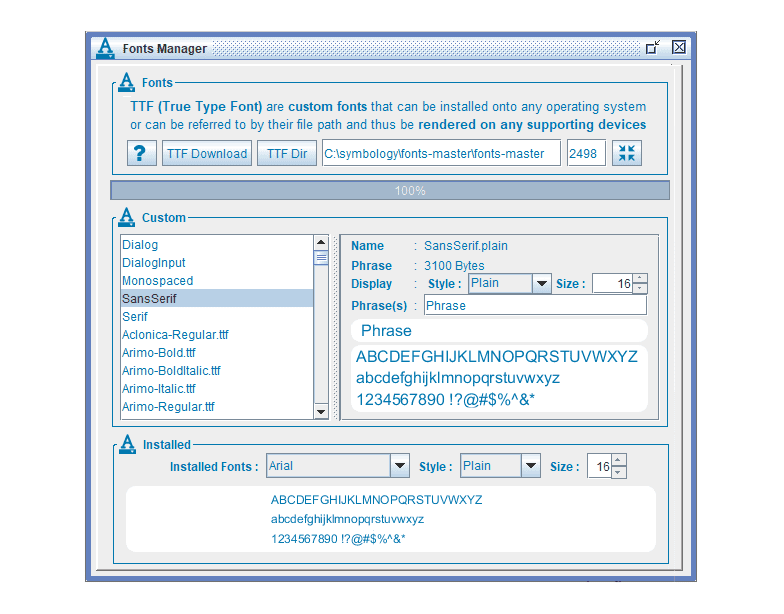 Fonts Manager
Fonts
TTF (True Type Font) are custom fonts that can be installed onto any operating system
or can be referred to by their file path and thus be rendered on any supporting devices
? TTF Download TTF Dir C:\symbology\fonts-master\fonts-master 2498
100%
Custom
Dialog
DialogInput
Monospaced
SansSerif
Serif
Aclonica-Regular.ttf
Arimo-Bold.ttf
Arimo-BoldItalic.ttf
Arimo-Italic.ttf
Arimo-Regular.ttf
Name : SansSerif.plain
Phrase : 3100 Bytes
Display : Style : Plain Size : 16
Phrase(s) : Phrase
Phrase
ABCDEFGHIJKLMNOPQRSTUVWXYZ
abcdefghijklmnopqrstuvwxyz
1234567890 !?@#$%^&*
Installed
Installed Fonts : Arial Style : Plain Size : 16
ABCDEFGHIJKLMNOPQRSTUVWXYZ
abcdefghijklmnopqrstuvwxyz
1234567890 !?@#$%^&*